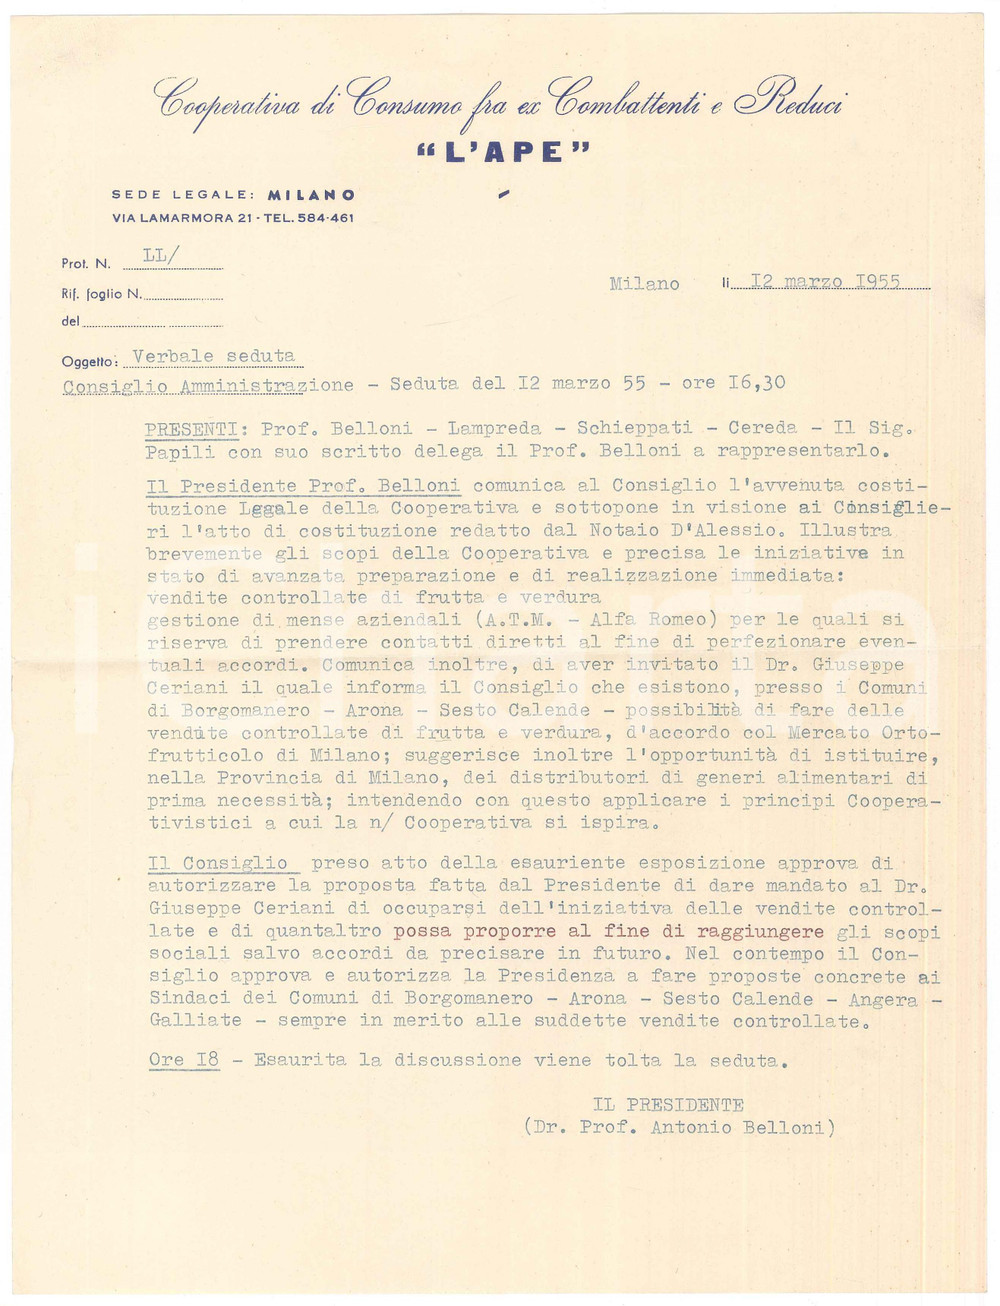 Cooperativa di Consumo fra ex Combattenti e Reduci
“L'APE”
SEDE LEGALE: MILANO
VIA LAMARMORA 21 - TEL. 584-461
Prot. N. LL/
Rif. foglio N.
del
Milano li 12 marzo 1955
Oggetto: Verbale seduta
Consiglio Amministrazione - Seduta del 12 marzo 55 - ore 16,30
PRESENTI: Prof. Belloni - Lampreda - Schieppati - Cereda - Il Sig.
Papili con suo scritto delega il Prof. Belloni a rappresentarlo.
Il Presidente Prof. Belloni comunica al Consiglio l'avvenuta costi-
tuzione Lggale della Cooperativa e sottopone in visione ai Consiglie-
ri l'atto di costituzione redatto dal Notaio D'Alessio. Illustra
brevemente gli scopi della Cooperativa e precisa le iniziative in
stato di avanzata preparazione e di realizzazione immediata:
vendite controllate di frutta e verdura
gestione di mense aziendali (A.T.M. - Alfa Romeo) per le quali si
riserva di prendere contatti diretti al fine di perfezionare even-
tuali accordi. Comunica inoltre, di aver invitato il Dr. Giuseppe
Ceriani il quale informa il Consiglio che esistono, presso i Comuni
di Borgomanero - Arona - Sesto Calende - possibilità di fare delle
vendute controllate di frutta e verdura, d'accordo col Mercato Orto-
frutticolo di Milano; suggerisce inoltre l'opportunità di istituire,
nella Provincia di Milano, dei distributori di generi alimentari di
prima necessità; intendendo con questo applicare i principi Coopera-
tivistici a cui la n/ Cooperativa si ispira.
Il Consiglio preso atto della esauriente esposizione approva di
autorizzare la proposta fatta dal Presidente di dare mandato al Dr.
Giuseppe Ceriani di occuparsi dell'iniziativa delle vendite control-
late e di quantaltro possa proporre al fine di raggiungere gli scopi
sociali salvo accordi da precisare in futuro. Nel contempo il Con-
siglio approva e autorizza la Presidenza a fare proposte concrete ai
Sindaci dei Comuni di Borgomanero - Arona - Sesto Calende - Angera -
Galliate - sempre in merito alle suddette vendite controllate.
Ore 18 - Esaurita la discussione viene tolta la seduta.
IL PRESIDENTE
(Dr. Prof. Antonio Belloni)